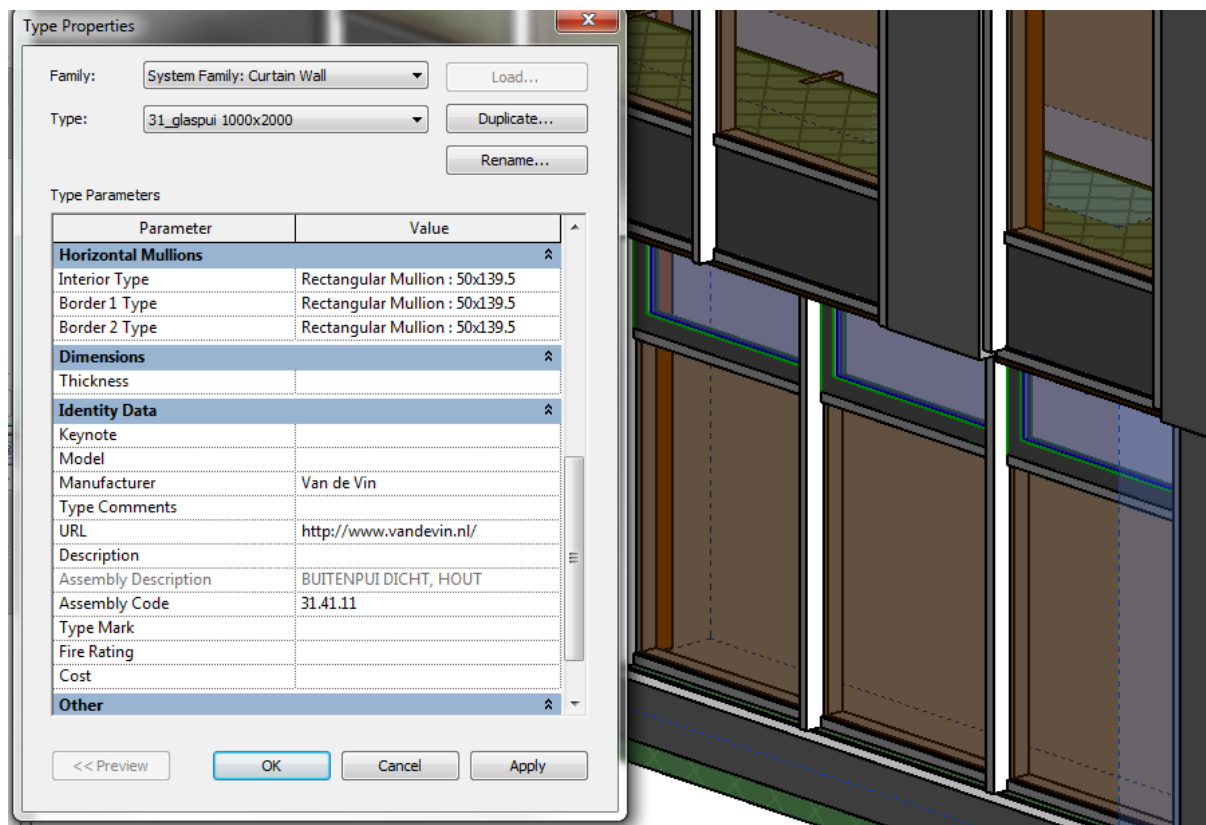 Type Properties
Family: System Family: Curtain Wall Load...
Type: 31_glaspui 1000x2000 Duplicate...
Rename...
Type Parameters
Parameter Value
Horizontal Mullions
Interior Type Rectangular Mullion : 50x139.5
Border 1 Type Rectangular Mullion : 50x139.5
Border 2 Type Rectangular Mullion : 50x139.5
Dimensions
Thickness
Identity Data
Keynote
Model
Manufacturer Van de Vin
Type Comments
URL http://www.vandevin.nl/
Description
Assembly Description BUITENPUI DICHT, HOUT
Assembly Code 31.41.11
Type Mark
Fire Rating
Cost
Other
<< Preview OK Cancel Apply